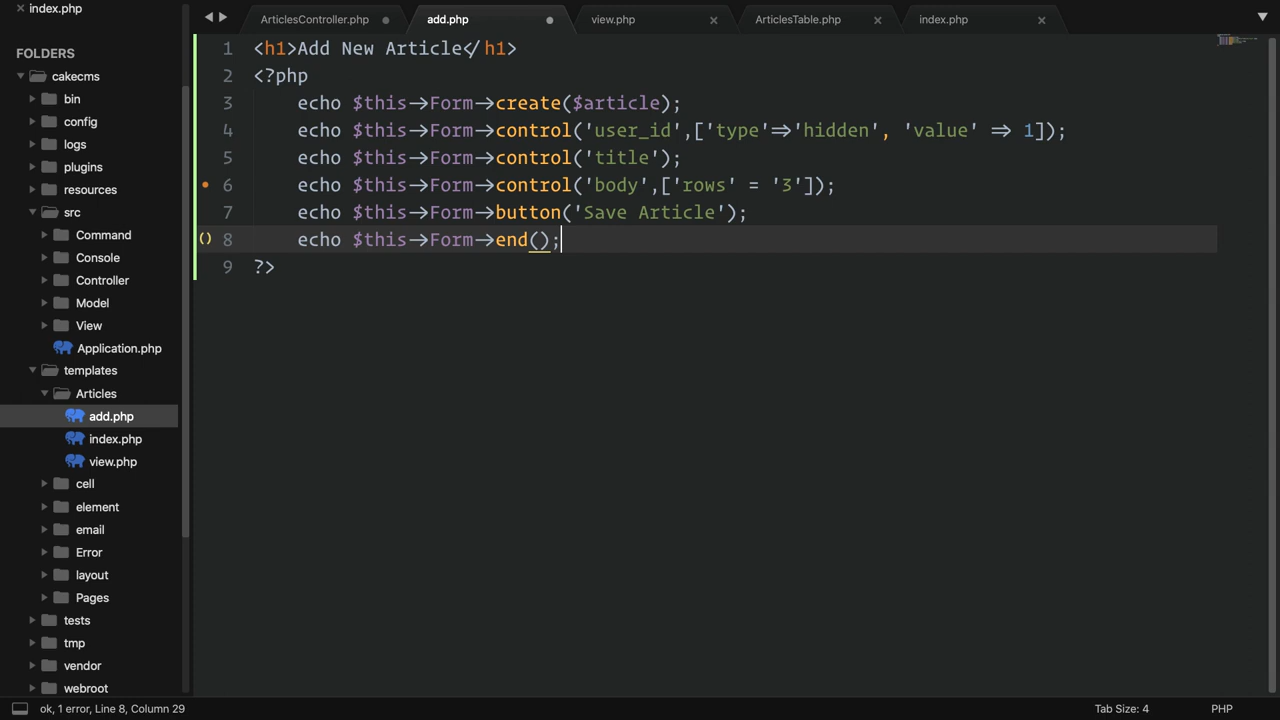 index.php
ArticlesController.php
add.php
view.php
ArticlesTable.php
index.php
FOLDERS
cakecms
bin
config
logs
plugins
resources
src
Command
Console
Controller
Model
View
Application.php
templates
Articles
add.php
index.php
view.php
cell
element
email
Error
layout
Pages
tests
tmp
vendor
webroot
1 <h1>Add New Article</h1>
2 <?php
3 echo $this->Form->create($article);
4 echo $this->Form->control('user_id',['type'=>'hidden', 'value' => 1]);
5 echo $this->Form->control('title');
6 echo $this->Form->control('body',['rows' = '3']);
7 echo $this->Form->button('Save Article');
8 echo $this->Form->end();
9 ?>
ok, 1 error, Line 8, Column 29
Tab Size: 4
PHP